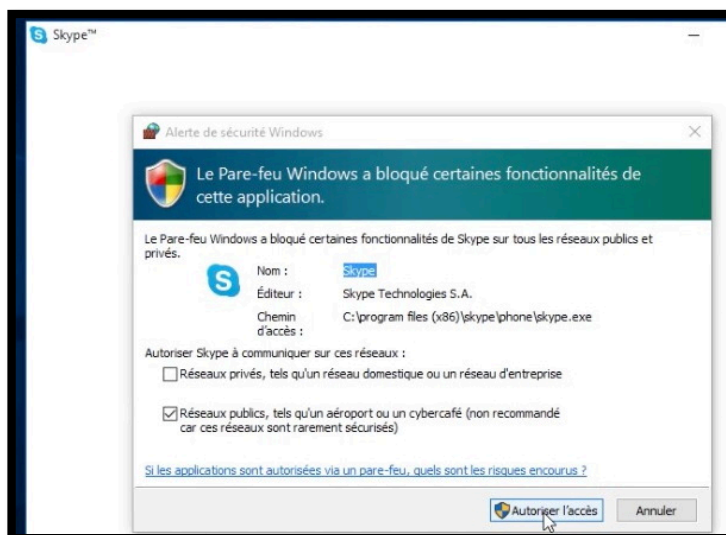 Skype™
Alerte de sécurité Windows
Le Pare-feu Windows a bloqué certaines fonctionnalités de
cette application.
Le Pare-feu Windows a bloqué certaines fonctionnalités de Skype sur tous les réseaux publics et
privés.
Nom : Skype
Éditeur : Skype Technologies S.A.
Chemin d'accès : C:\program files (x86)\skype\phone\skype.exe
Autoriser Skype à communiquer sur ces réseaux :
Réseaux privés, tels qu'un réseau domestique ou un réseau d'entreprise
Réseaux publics, tels qu'un aéroport ou un cybercafé (non recommandé
car ces réseaux sont rarement sécurisés)
Si les applications sont autorisées via un pare-feu, quels sont les risques encourus ?
Autoriser l'accès Annuler